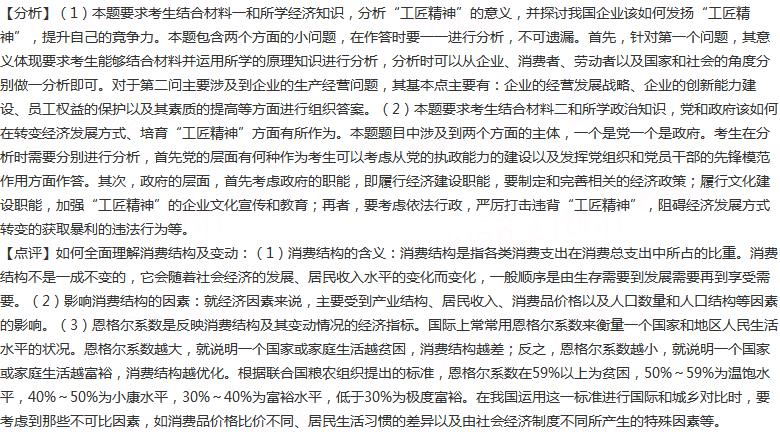 【分析】（1）本题要求考生结合材料一和所学经济知识，分析“工匠精神”的意义，并探讨我国企业该如何发扬“工匠精
神”，提升自己的竞争力。本题包含两个方面的小问题，在作答时要一一进行分析，不可遗漏。首先，针对第一个问题，其意
义体现要求考生能够结合材料并运用所学的原理知识进行分析，分析时可以从企业、消费者、劳动者以及国家和社会的角度分
别做一分析即可。对于第二问主要涉及到企业的生产经营问题，其基本点主要有：企业的经营发展战略、企业的创新能力建
设、员工权益的保护以及其素质的提高等方面进行组织答案。（2）本题要求考生结合材料二和所学政治知识，党和政府该如何
在转变经济发展方式、培育“工匠精神”方面有所作为。本题题目中涉及到两个方面的主体，一个是党一个是政府。考生在分
析时需要分别进行分析，首先党的层面有何种作为考生可以考虑从党的执政能力的建设以及发挥党组织和党员干部的先锋模范
作用方面作答。其次，政府的层面，首先考虑政府的职能，即履行经济建设职能，要制定和完善相关的经济政策；履行文化建
设职能，加强“工匠精神”的企业文化宣传和教育；再者，要考虑依法行政，严厉打击违背“工匠精神”，阻碍经济发展方式
转变的获取暴利的违法行为等。
【点评】如何全面理解消费结构及变动：（1）消费结构的含义：消费结构是指各类消费支出在消费总支出中所占的比重。消费
结构不是一成不变的，它会随着社会经济的发展、居民收入水平的变化而变化，一般顺序是由生存需要到发展需要再到享受需
要。（2）影响消费结构的因素：就经济因素来说，主要受到产业结构、居民收入、消费品价格以及人口数量和人口结构等因素
的影响。（3）恩格尔系数是反映消费结构及其变动情况的经济指标。国际上常常用恩格尔系数来衡量一个国家和地区人民生活
水平的状况。恩格尔系数越大，就说明一个国家或家庭生活越贫困，消费结构越差；反之，恩格尔系数越小，就说明一个国家
或家庭生活越富裕，消费结构越优化。根据联合国粮农组织提出的标准，恩格尔系数在59%以上为贫困，50%～59%为温饱水
平，40%～50%为小康水平，30%～40%为富裕水平，低于30%为极度富裕。在我国运用这一标准进行国际和城乡对比时，要
考虑到那些不可比因素，如消费品价格比价不同、居民生活习惯的差异以及由社会经济制度不同所产生的特殊因素等。